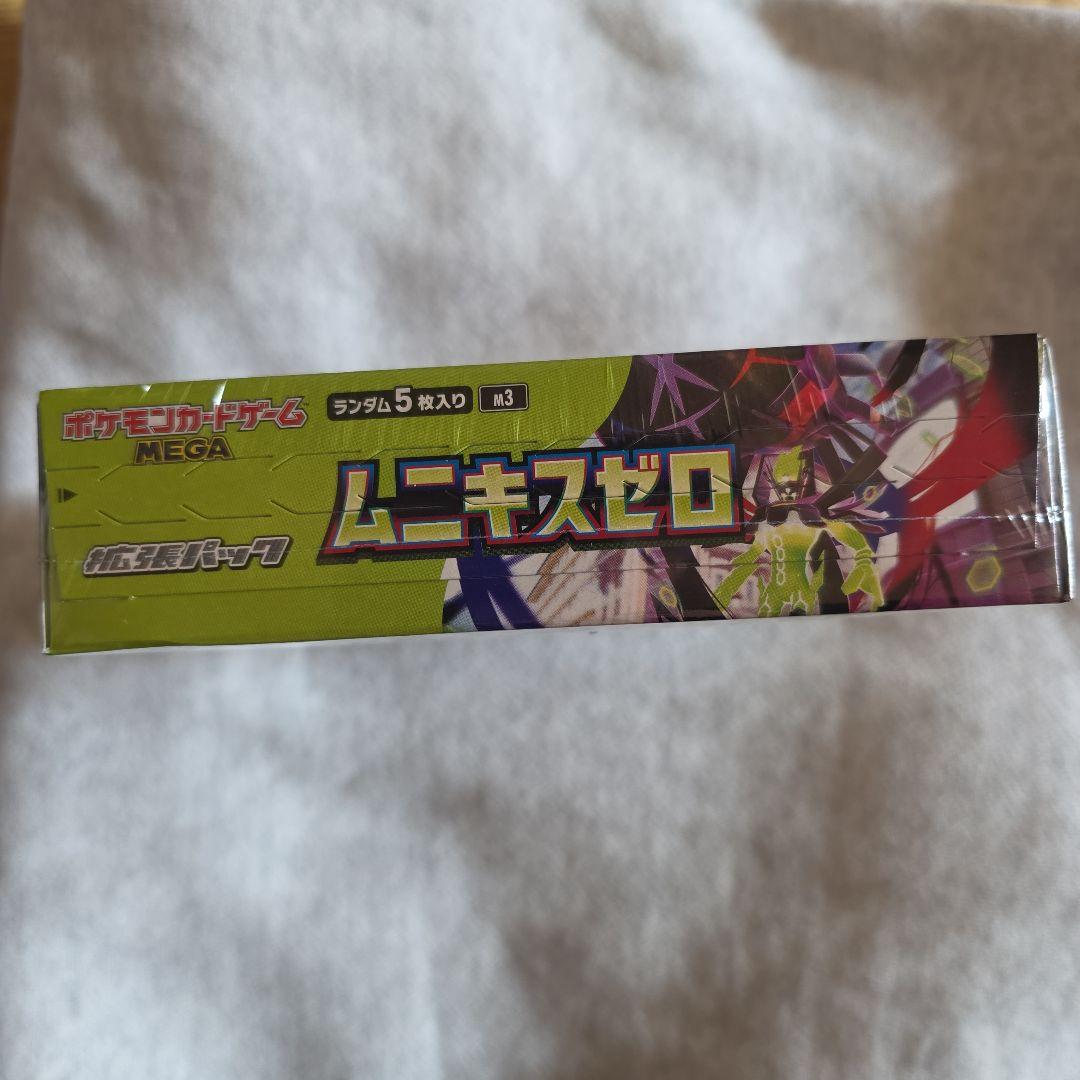 ポケモンカードゲーム
MEGA
ランダム5枚入り M3
ムニキスゼロ
拡張パック